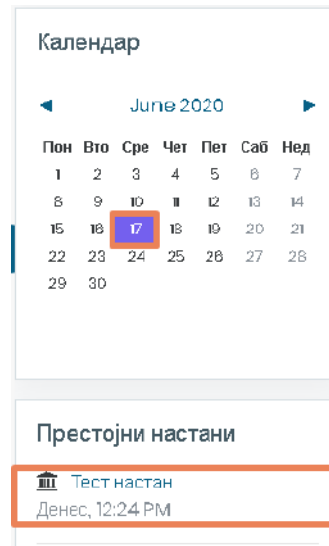 Календар
◄ June 2020 ►
Пон Вто Сре Чет Пет Саб Нед
1 2 3 4 5 6 7
8 9 10 11 12 13 14
15 16 17 18 19 20 21
22 23 24 25 26 27 28
29 30
Престојни настани
Тест настан
Денес, 12:24 PM